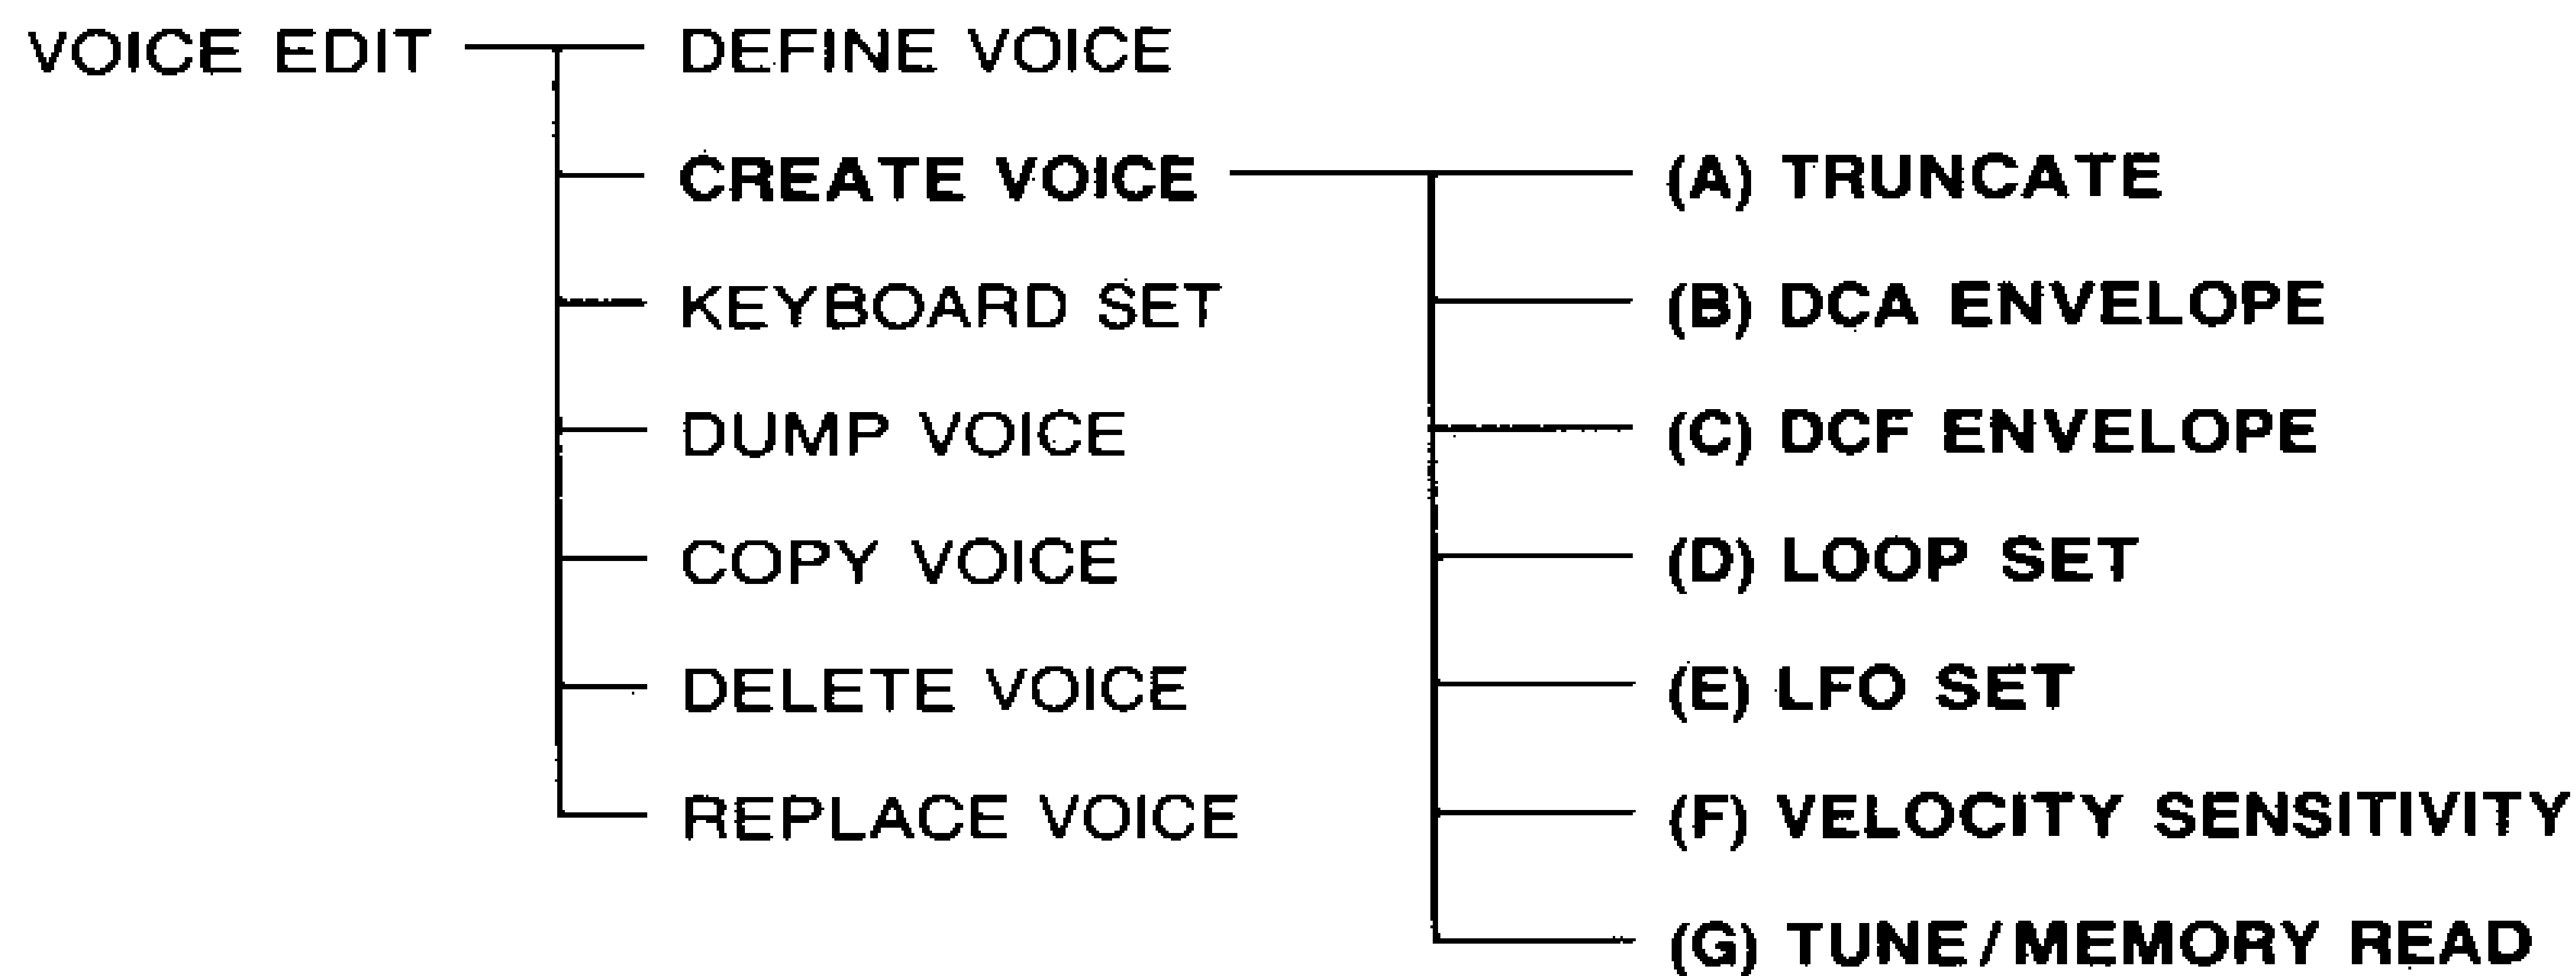 VOICE EDIT
DEFINE VOICE
CREATE VOICE
KEYBOARD SET
DUMP VOICE
COPY VOICE
DELETE VOICE
REPLACE VOICE
(A) TRUNCATE
(B) DCA ENVELOPE
(C) DCF ENVELOPE
(D) LOOP SET
(E) LFO SET
(F) VELOCITY SENSITIVITY
(G) TUNE/MEMORY READ